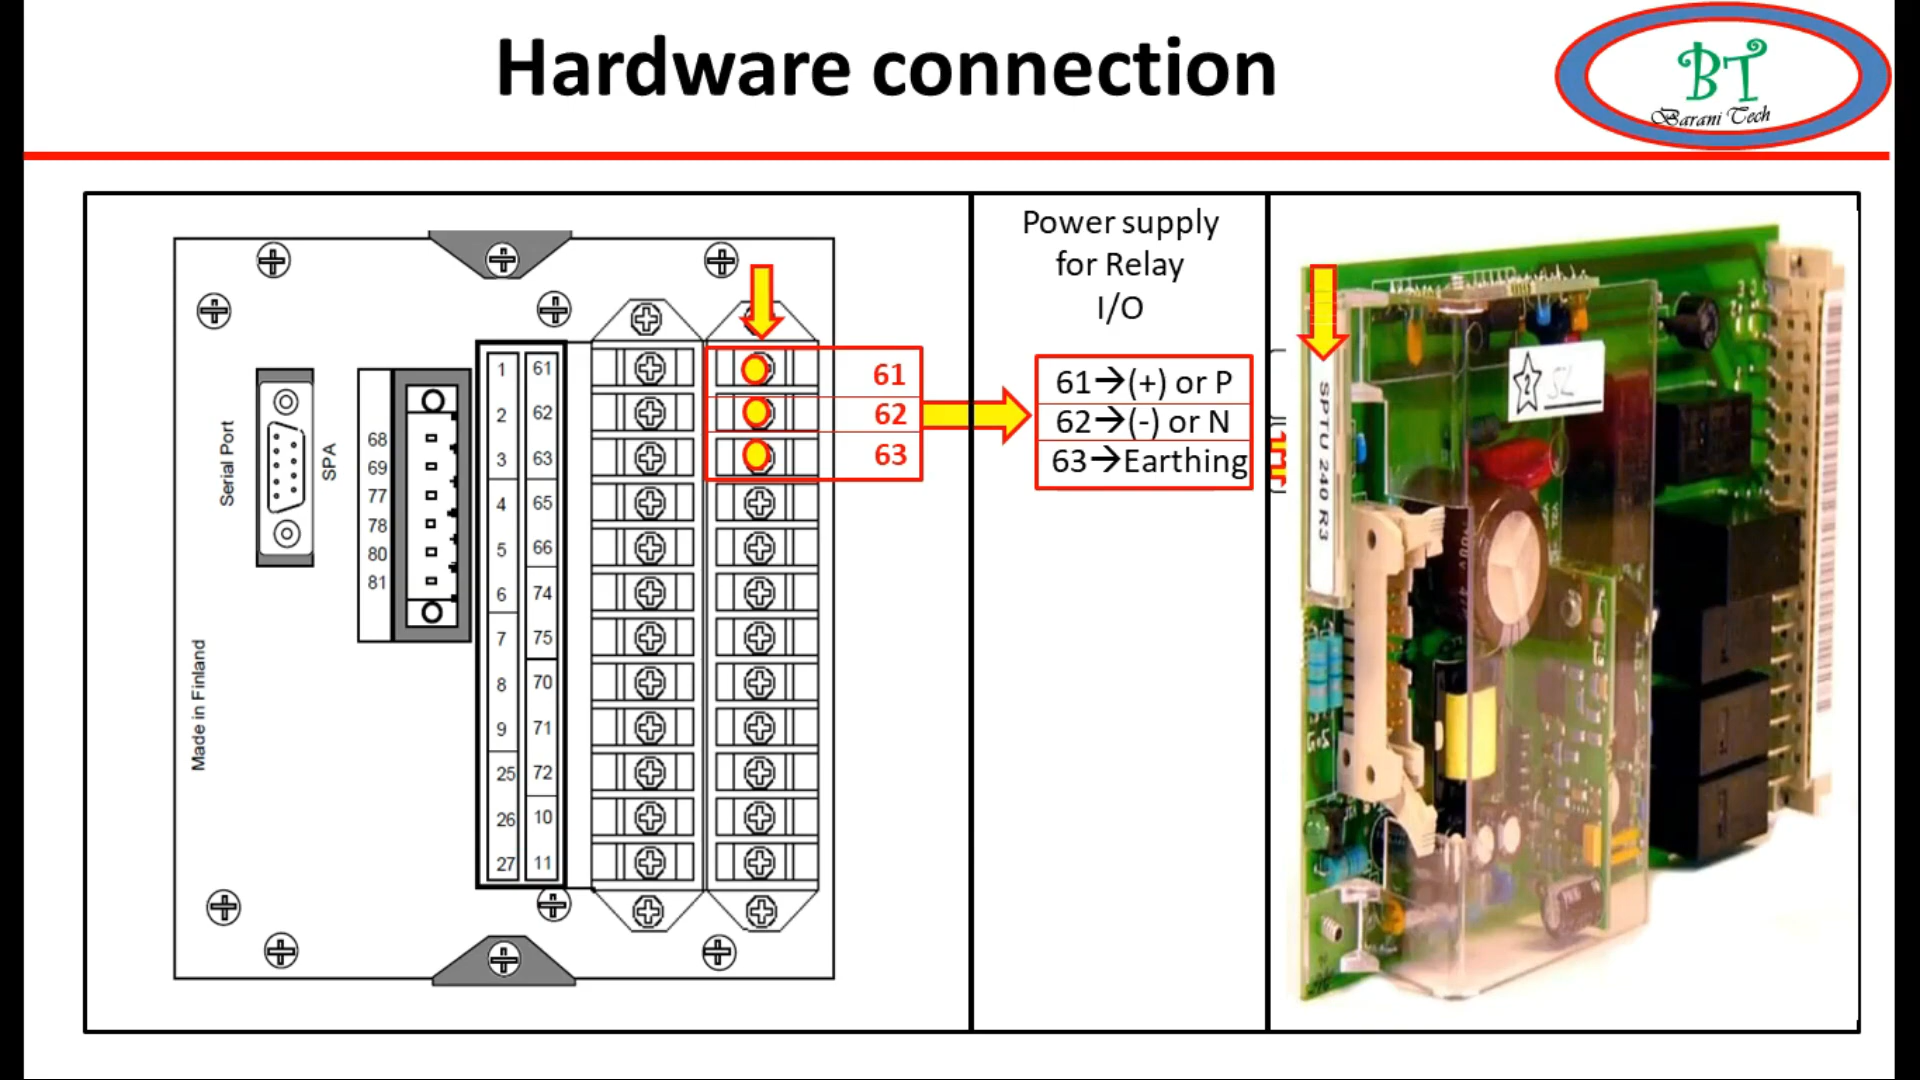 Hardware connection
BT
Barani Tech
Power supply
for Relay
I/O
Serial Port
SPA
Made in Finland
68
69
77
78
80
81
1 61
2 62
3 63
4 65
5 66
6 74
7 75
8 70
9 71
25 72
26 10
27 11
61
62
63
61→(+) or P
62→(-) or N
63→Earthing
SPTU 240 R3
2